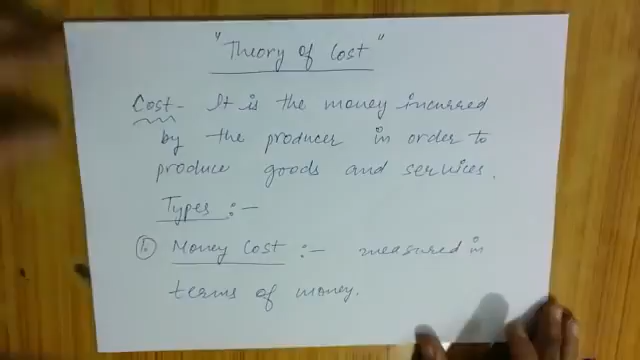 "Theory of Cost"
Cost - It is the money incurred
by the producer in order to
produce goods and services.
Types :-
1. Money Cost :- measured in
terms of money.